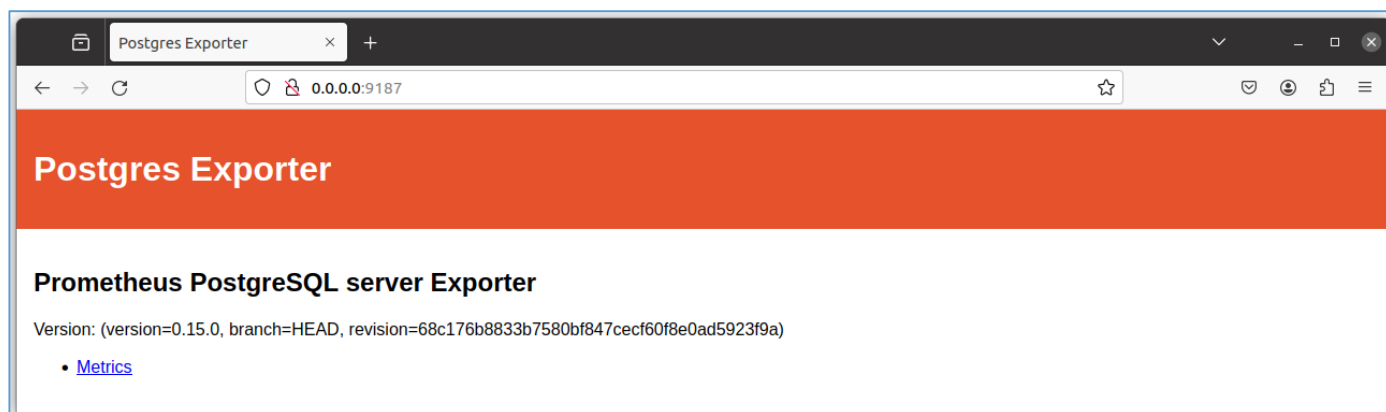 Postgres Exporter
0.0.0.0:9187
Postgres Exporter
Prometheus PostgreSQL server Exporter
Version: (version=0.15.0, branch=HEAD, revision=68c176b8833b7580bf847cecf60f8e0ad5923f9a)
• Metrics